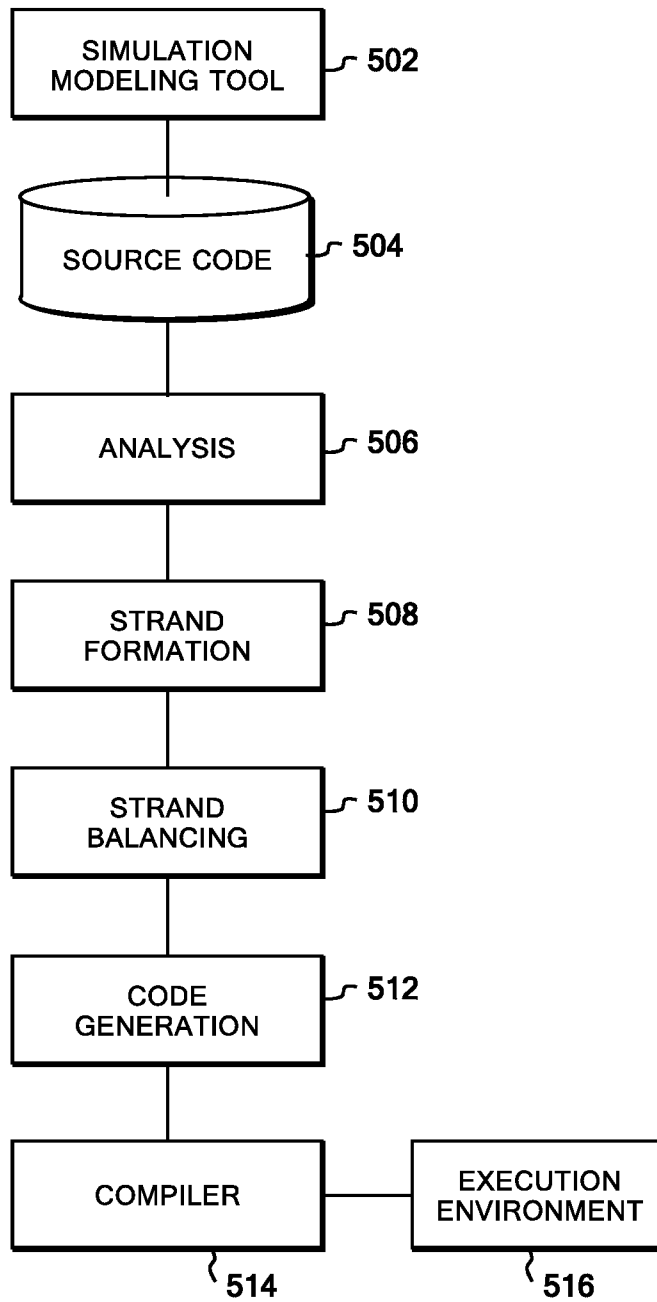 SIMULATION
MODELING TOOL
502
SOURCE CODE
504
ANALYSIS
506
STRAND
FORMATION
508
STRAND
BALANCING
510
CODE
GENERATION
512
COMPILER
514
EXECUTION
ENVIRONMENT
516